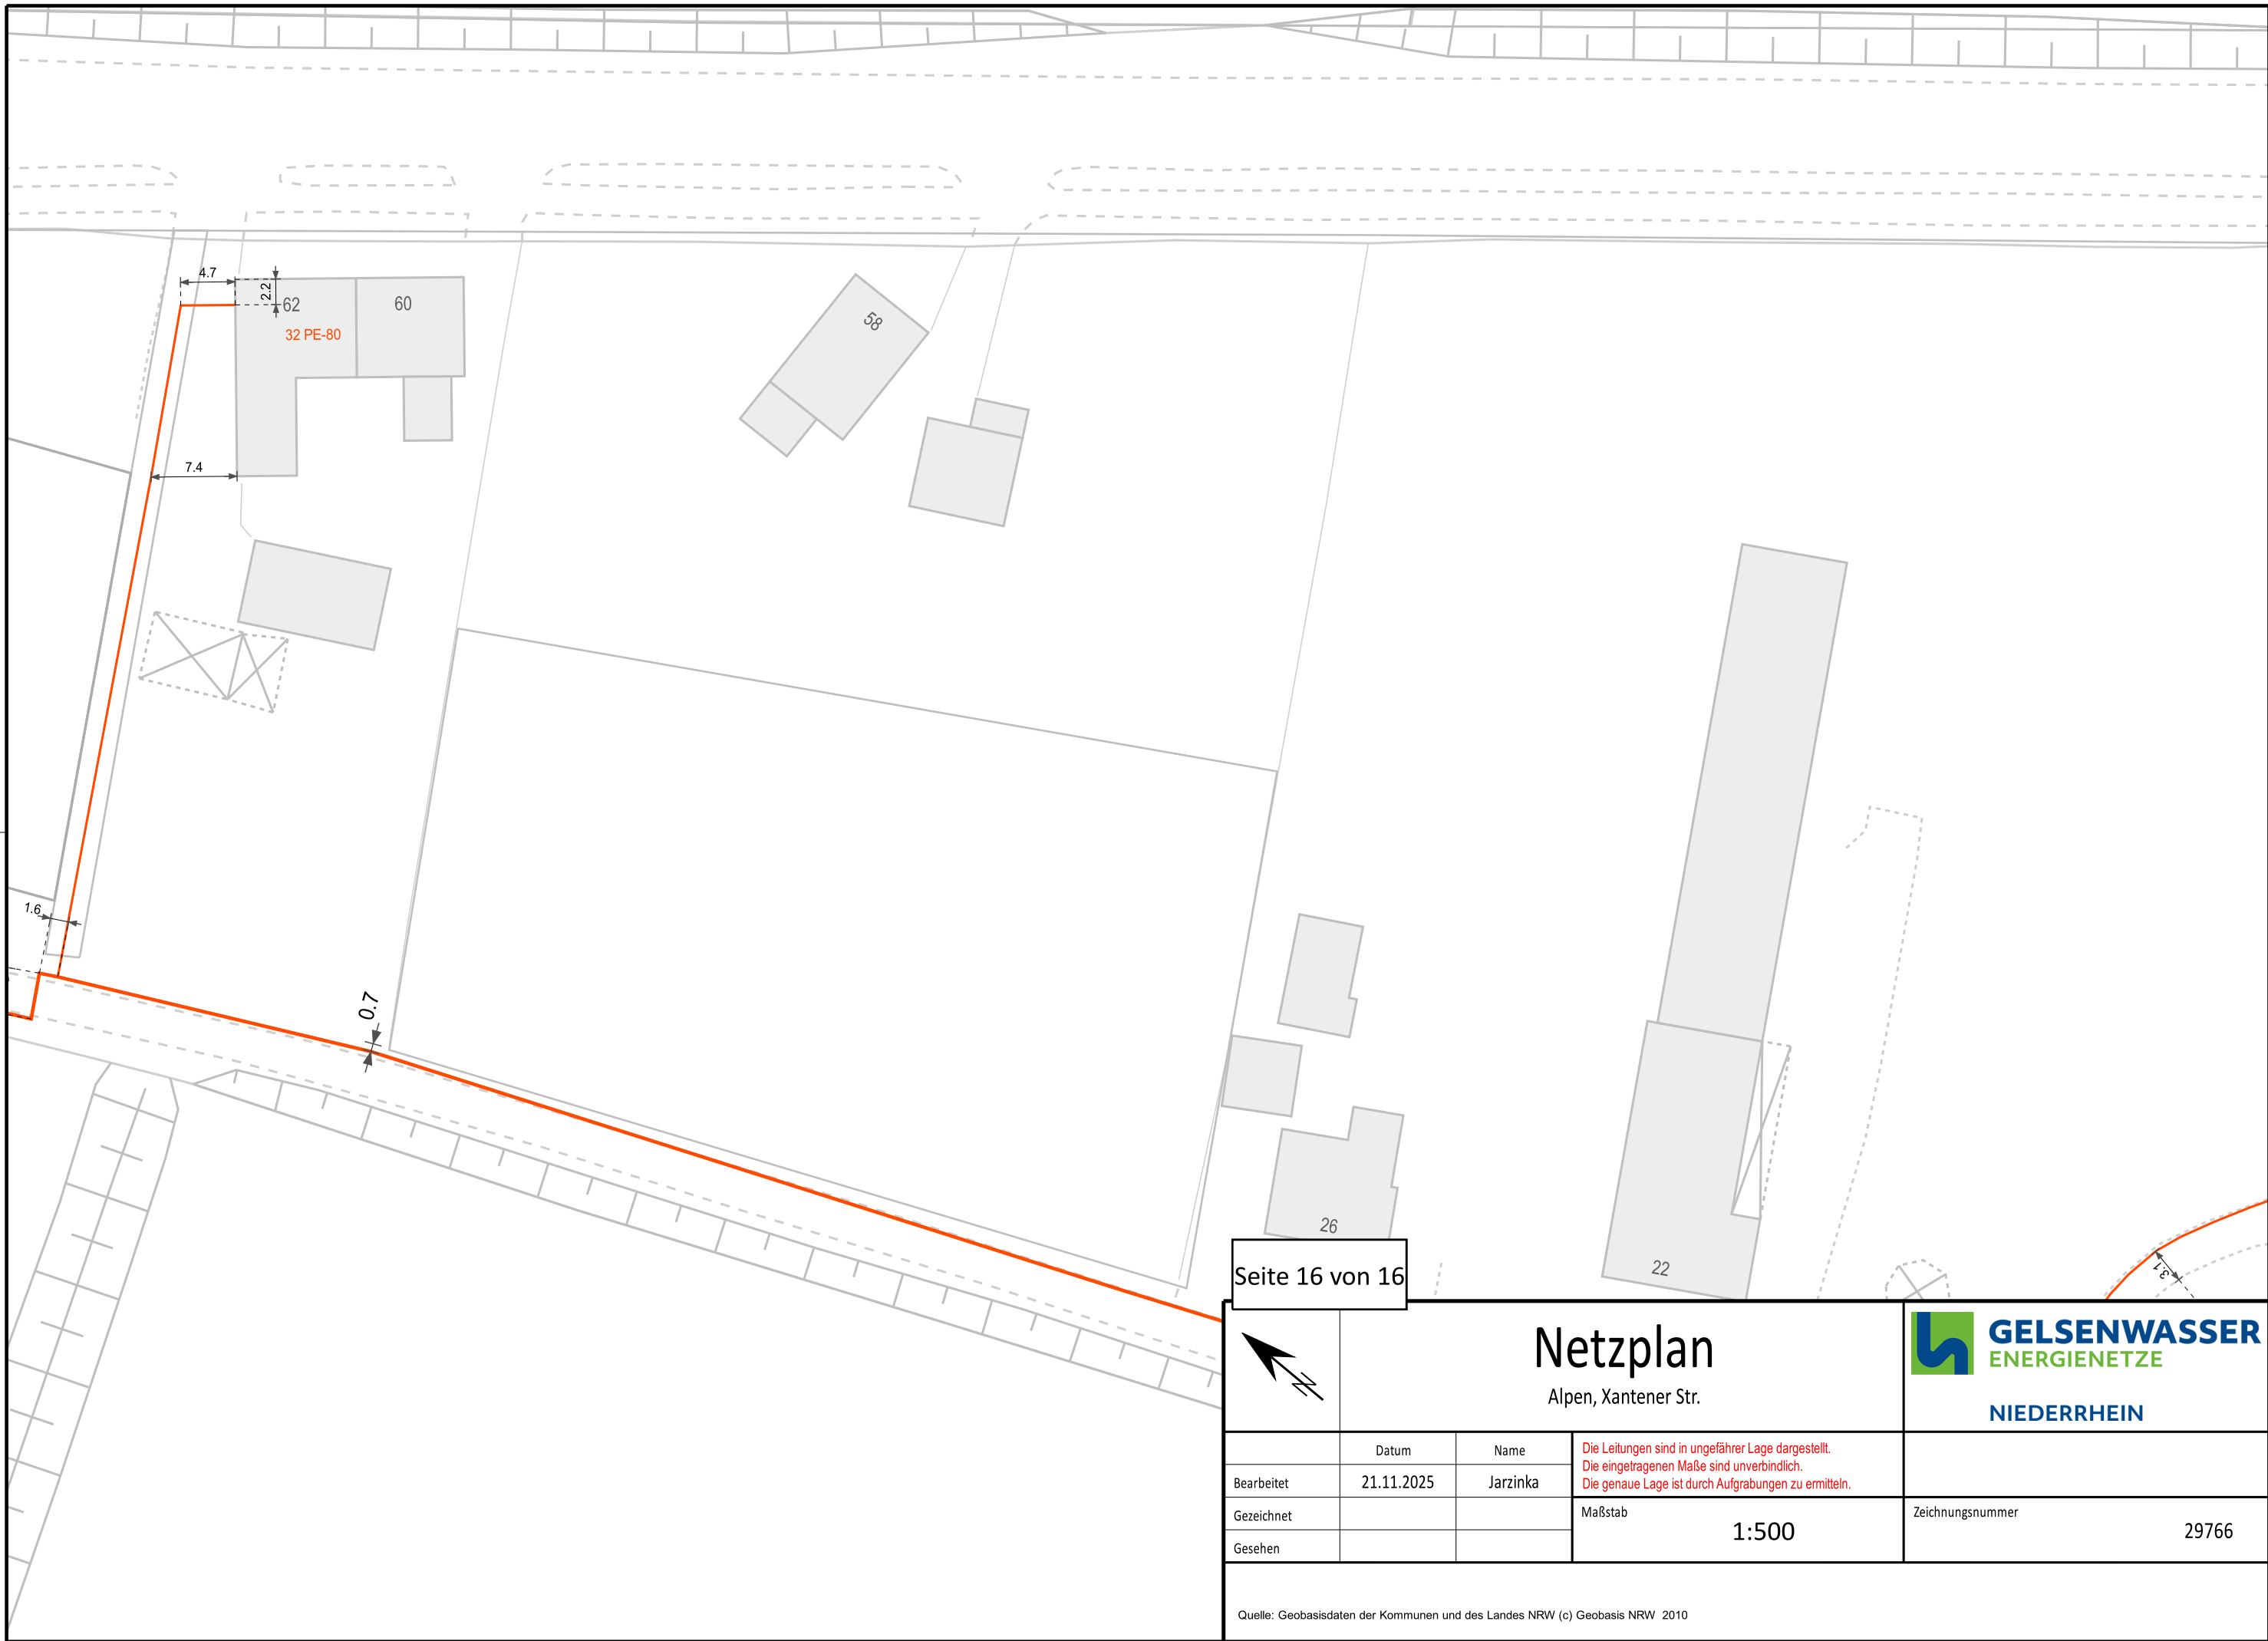 4.7
2.2
62
60
32 PE-80
58
7.4
1.6
0.7
26
22
3.1
Seite 16 von 16
N
Netzplan
Alpen, Xantener Str.
GELSENWASSER
ENERGIENETZE
NIEDERRHEIN
Datum
Name
Bearbeitet
21.11.2025
Jarzinka
Gezeichnet
Gesehen
Die Leitungen sind in ungefährer Lage dargestellt.
Die eingetragenen Maße sind unverbindlich.
Die genaue Lage ist durch Aufgrabungen zu ermitteln.
Maßstab
1:500
Zeichnungsnummer
29766
Quelle: Geobasisdaten der Kommunen und des Landes NRW (c) Geobasis NRW 2010